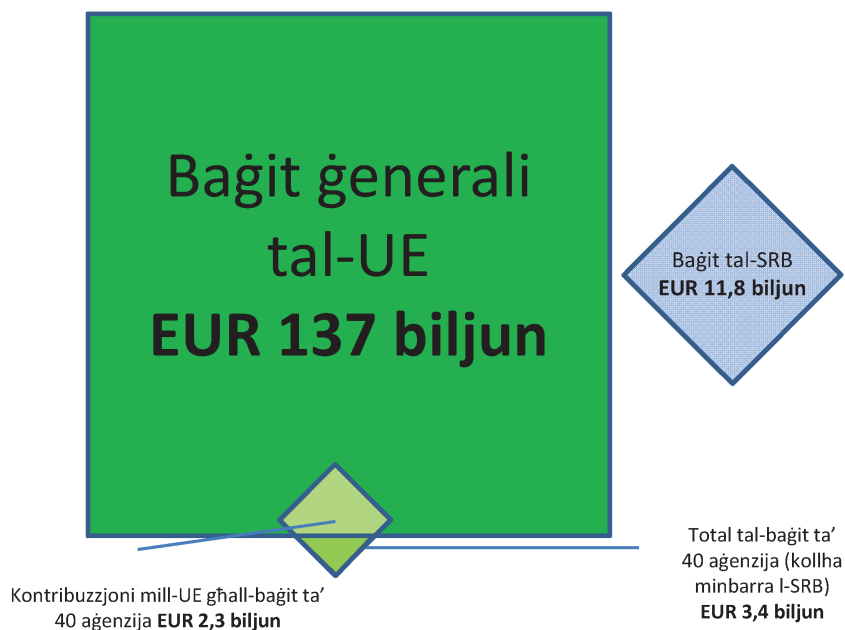 Baġit ġenerali
tal-UE
EUR 137 biljun
Baġit tal-SRB
EUR 11,8 biljun
Total tal-baġit ta’
40 aġenzija (kollha
minbarra l-SRB)
EUR 3,4 biljun
Kontribuzzjoni mill-UE għall-baġit ta’
40 aġenzija EUR 2,3 biljun